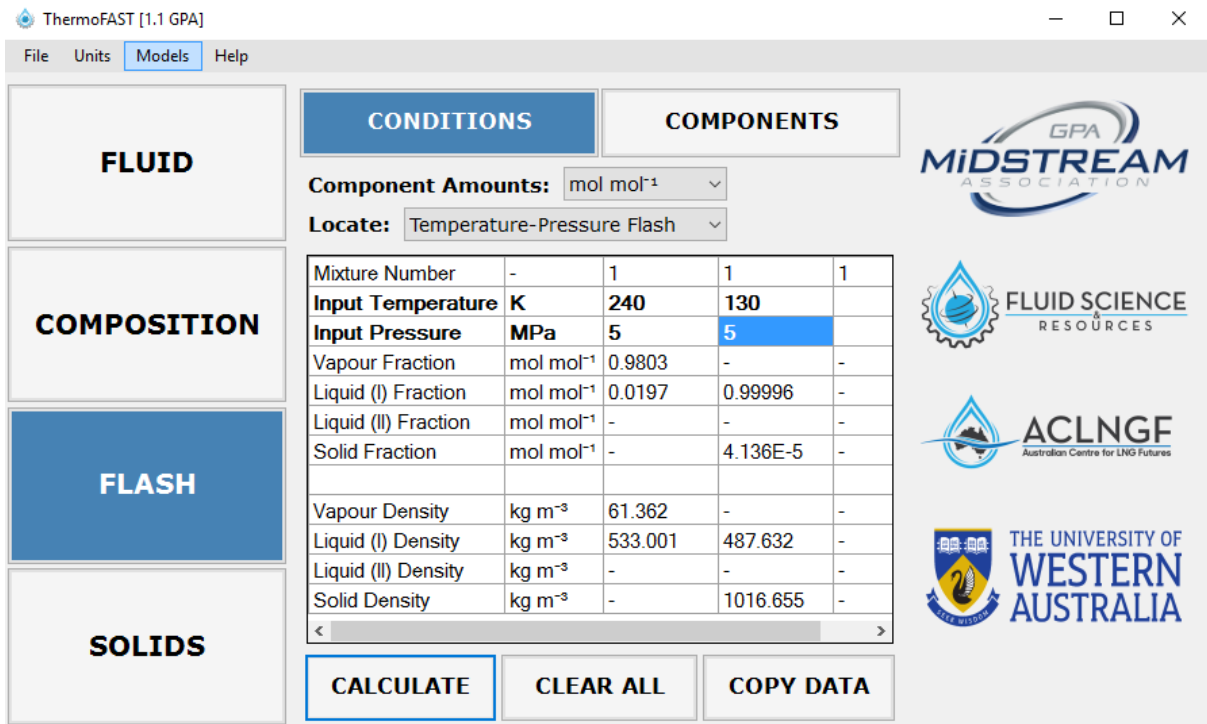 ThermoFAST [1.1 GPA]
File Units Models Help
FLUID
COMPOSITION
FLASH
SOLIDS
CONDITIONS COMPONENTS
Component Amounts: mol mol⁻¹
Locate: Temperature-Pressure Flash
Mixture Number - 1 1 1
Input Temperature K 240 130
Input Pressure MPa 5 5
Vapour Fraction mol mol⁻¹ 0.9803 - -
Liquid (I) Fraction mol mol⁻¹ 0.0197 0.99996 -
Liquid (II) Fraction mol mol⁻¹ - - -
Solid Fraction mol mol⁻¹ - 4.136E-5 -
Vapour Density kg m⁻³ 61.362 - -
Liquid (I) Density kg m⁻³ 533.001 487.632 -
Liquid (II) Density kg m⁻³ - - -
Solid Density kg m⁻³ - 1016.655 -
CALCULATE CLEAR ALL COPY DATA
GPA
MiDSTREAM
ASSOCIATION
FLUID SCIENCE
&
RESOURCES
ACLNGF
Australian Centre for LNG Futures
THE UNIVERSITY OF
WESTERN
AUSTRALIA
SEEK WISDOM